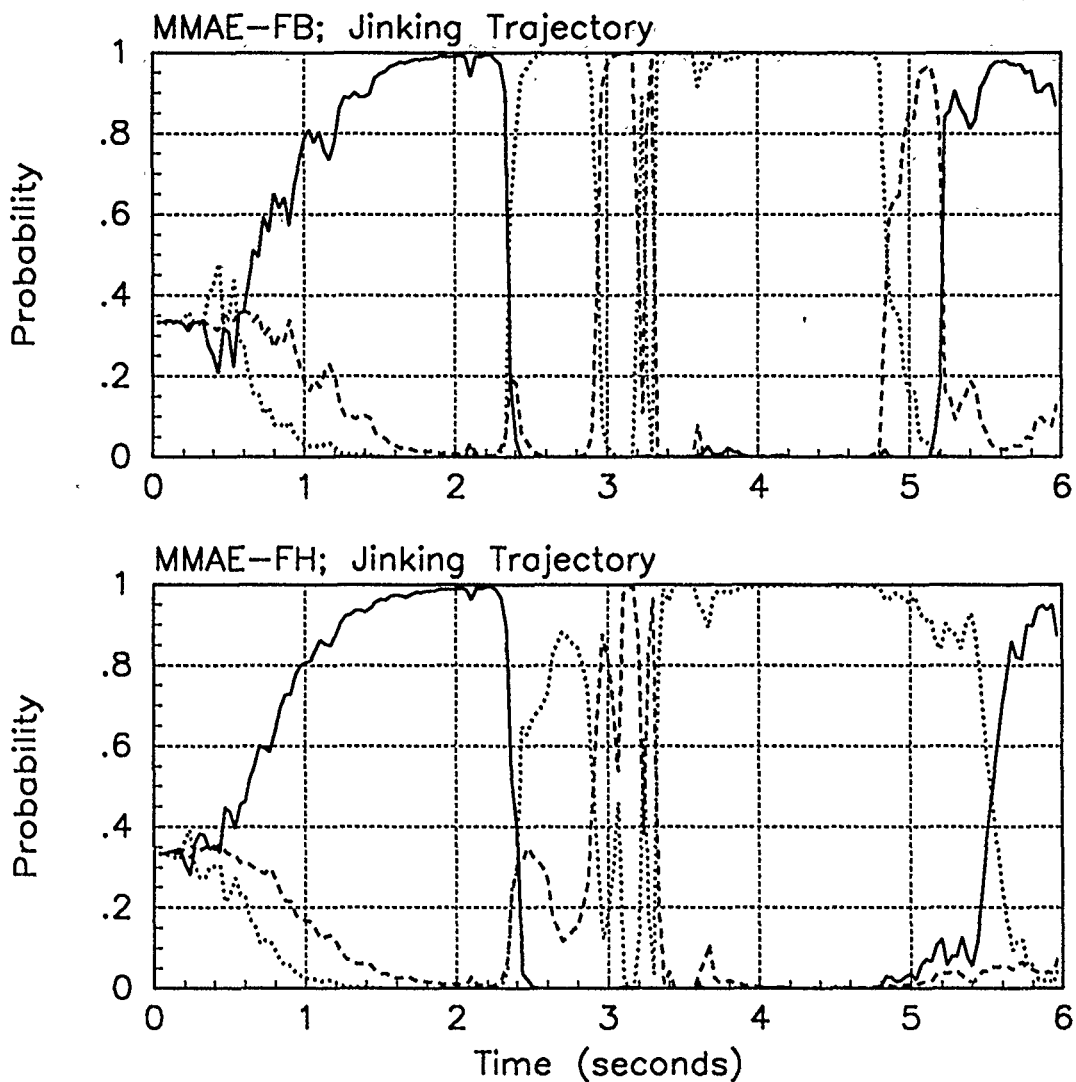 MMAE-FB; Jinking Trajectory
1
.8
.6
.4
.2
0
Probability
0 1 2 3 4 5 6
MMAE-FH; Jinking Trajectory
1
.8
.6
.4
.2
0
Probability
0 1 2 3 4 5 6
Time (seconds)